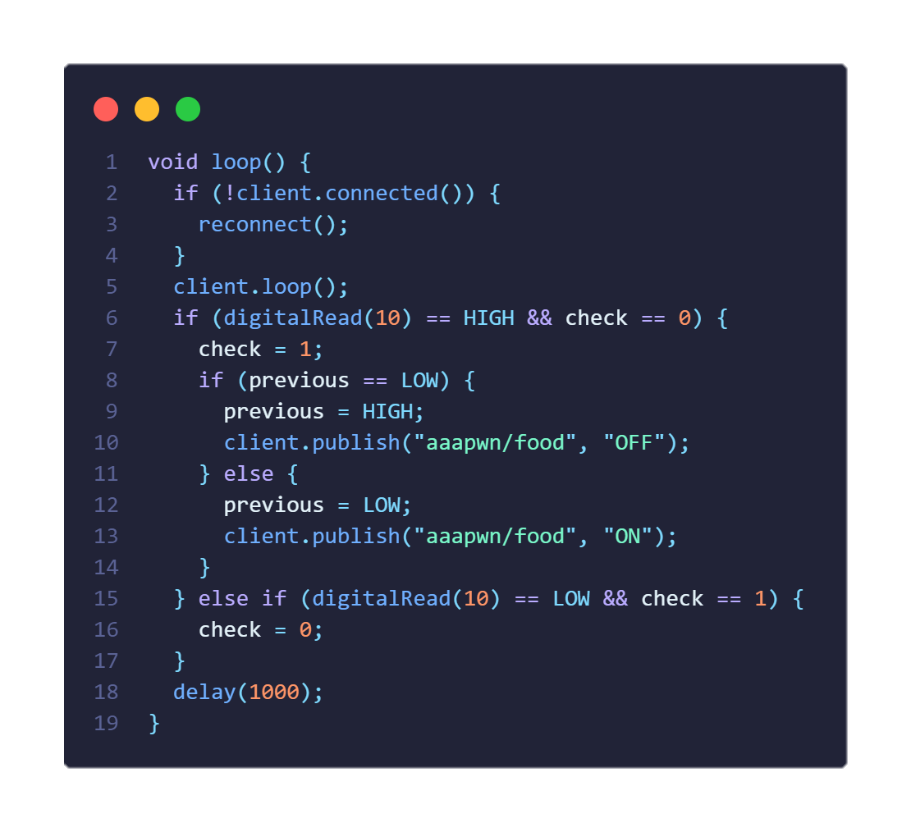 1 void loop() {
2 if (!client.connected()) {
3 reconnect();
4 }
5 client.loop();
6 if (digitalRead(10) == HIGH && check == 0) {
7 check = 1;
8 if (previous == LOW) {
9 previous = HIGH;
10 client.publish("aaapwn/food", "OFF");
11 } else {
12 previous = LOW;
13 client.publish("aaapwn/food", "ON");
14 }
15 } else if (digitalRead(10) == LOW && check == 1) {
16 check = 0;
17 }
18 delay(1000);
19 }